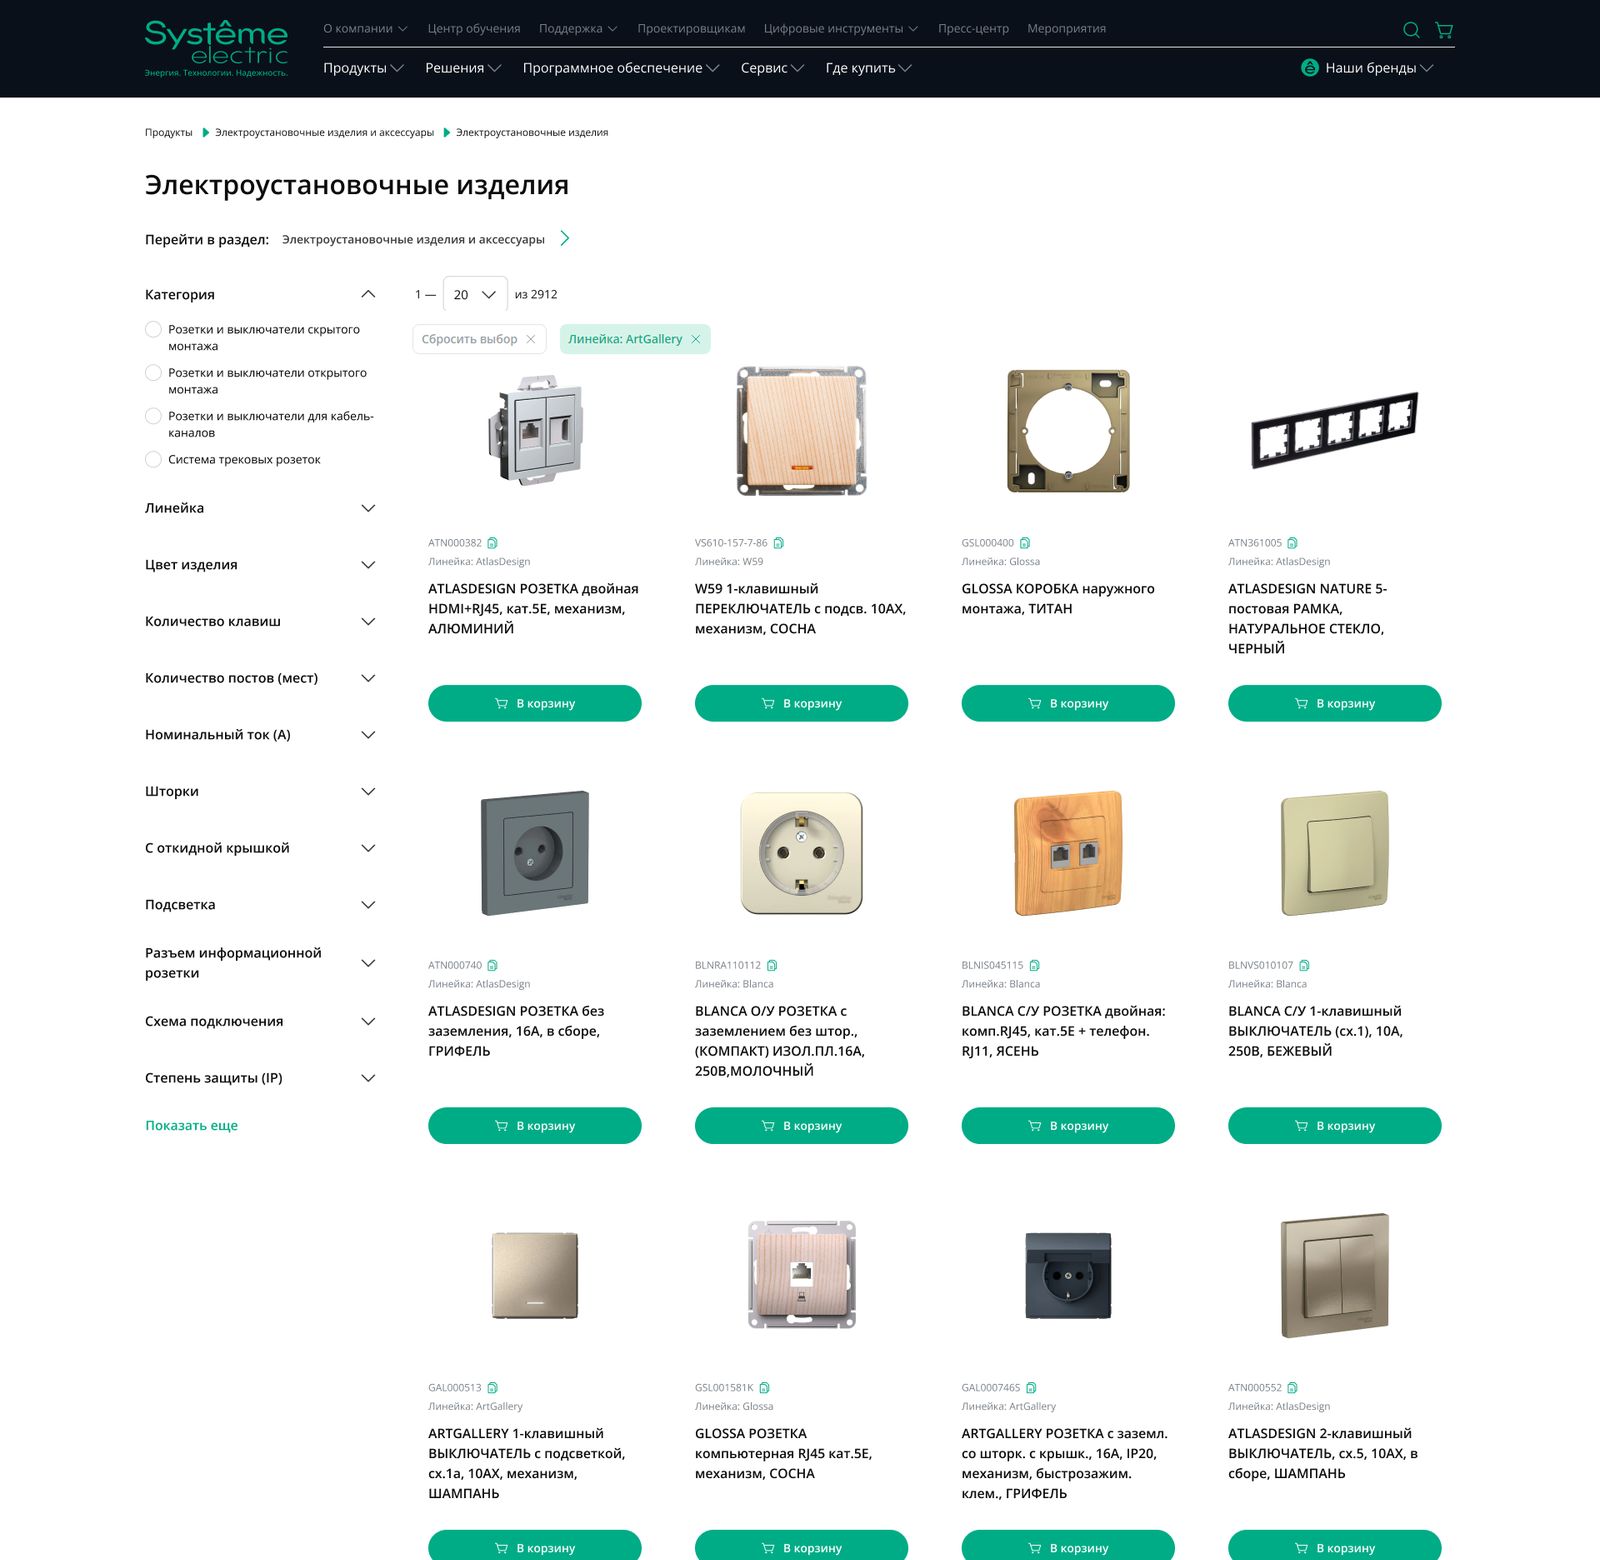 Système
electric
Энергия. Технологии. Надежность.
О компании
Центр обучения
Поддержка
Проектировщикам
Цифровые инструменты
Пресс-центр
Мероприятия
Продукты
Решения
Программное обеспечение
Сервис
Где купить
Наши бренды
Продукты
Электроустановочные изделия и аксессуары
Электроустановочные изделия
Электроустановочные изделия
Перейти в раздел:
Электроустановочные изделия и аксессуары
Категория
Розетки и выключатели скрытого
монтажа
Розетки и выключатели открытого
монтажа
Розетки и выключатели для кабель-
каналов
Система трековых розеток
Линейка
Цвет изделия
Количество клавиш
Количество постов (мест)
Номинальный ток (А)
Шторки
С откидной крышкой
Подсветка
Разъем информационной
розетки
Схема подключения
Степень защиты (IP)
Показать еще
1 — 20 из 2912
Сбросить выбор
Линейка: ArtGallery
ATN000382
Линейка: AtlasDesign
ATLASDESIGN РОЗЕТКА двойная
HDMI+RJ45, кат.5E, механизм,
АЛЮМИНИЙ
В корзину
VS610-157-7-86
Линейка: W59
W59 1-клавишный
ПЕРЕКЛЮЧАТЕЛЬ с подсв. 10АХ,
механизм, СОСНА
В корзину
GSL000400
Линейка: Glossa
GLOSSA КОРОБКА наружного
монтажа, ТИТАН
В корзину
ATN361005
Линейка: AtlasDesign
ATLASDESIGN NATURE 5-
постовая РАМКА,
НАТУРАЛЬНОЕ СТЕКЛО,
ЧЕРНЫЙ
В корзину
ATN000740
Линейка: AtlasDesign
ATLASDESIGN РОЗЕТКА без
заземления, 16А, в сборе,
ГРИФЕЛЬ
В корзину
BLNRA110112
Линейка: Blanca
BLANCA О/У РОЗЕТКА с
заземлением без штор.,
(КОМПАКТ) ИЗОЛ.ПЛ.16А,
250В,МОЛОЧНЫЙ
В корзину
BLNIS045115
Линейка: Blanca
BLANCA С/У РОЗЕТКА двойная:
комп.RJ45, кат.5Е + телефон.
RJ11, ЯСЕНЬ
В корзину
BLNVS010107
Линейка: Blanca
BLANCA С/У 1-клавишный
ВЫКЛЮЧАТЕЛЬ (сх.1), 10А,
250В, БЕЖЕВЫЙ
В корзину
GAL000513
Линейка: ArtGallery
ARTGALLERY 1-клавишный
ВЫКЛЮЧАТЕЛЬ с подсветкой,
сх.1а, 10АХ, механизм,
ШАМПАНЬ
В корзину
GSL001581K
Линейка: Glossa
GLOSSA РОЗЕТКА
компьютерная RJ45 кат.5Е,
механизм, СОСНА
В корзину
GAL000746S
Линейка: ArtGallery
ARTGALLERY РОЗЕТКА с заземл.
со шторк. с крышк., 16А, IP20,
механизм, быстрозажим.
клем., ГРИФЕЛЬ
В корзину
ATN000552
Линейка: AtlasDesign
ATLASDESIGN 2-клавишный
ВЫКЛЮЧАТЕЛЬ, сх.5, 10АХ, в
сборе, ШАМПАНЬ
В корзину